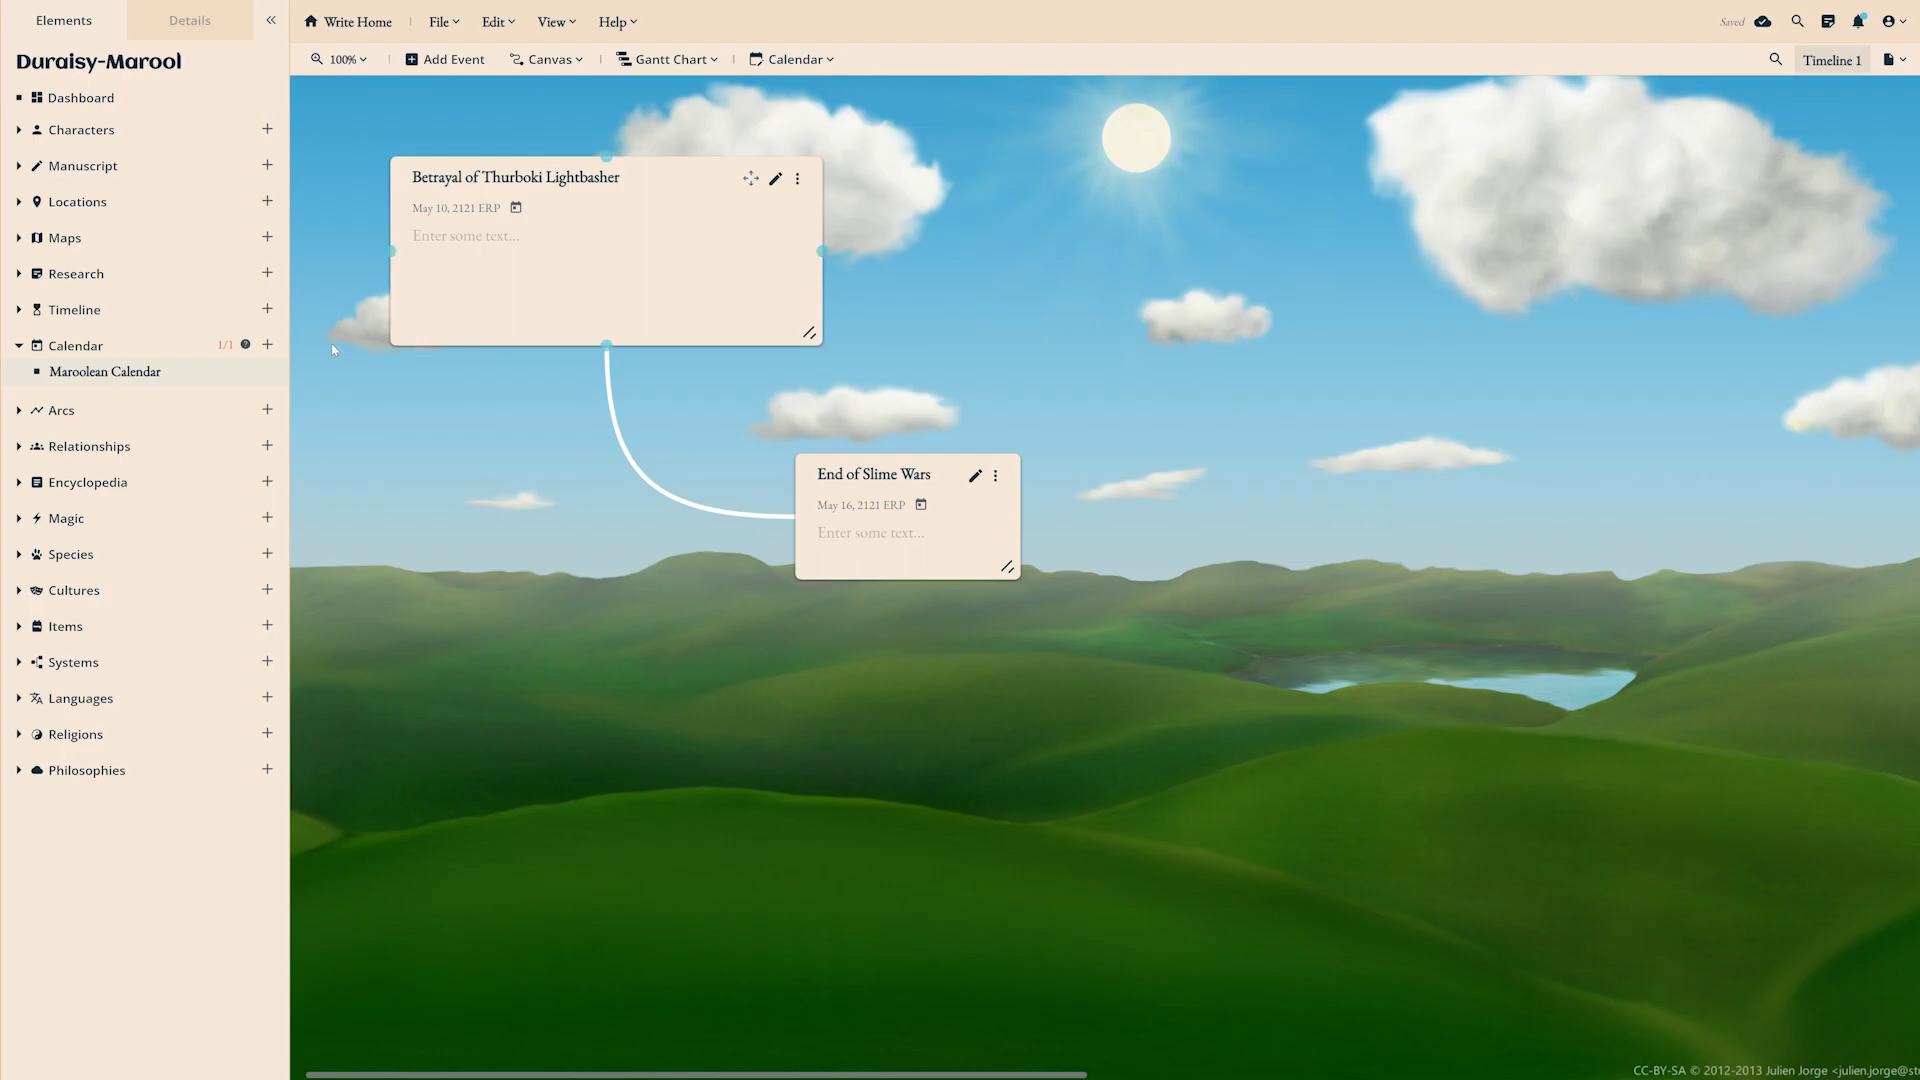 Elements
Details
Write Home
File
Edit
View
Help
Saved
Duraisy-Marool
100%
Add Event
Canvas
Gantt Chart
Calendar
Timeline 1
Dashboard
Characters
Manuscript
Locations
Maps
Research
Timeline
Calendar 1/1
Maroolean Calendar
Arcs
Relationships
Encyclopedia
Magic
Species
Cultures
Items
Systems
Languages
Religions
Philosophies
Betrayal of Thurboki Lightbasher
May 10, 2121 ERP
Enter some text...
End of Slime Wars
May 16, 2121 ERP
Enter some text...
CC-BY-SA © 2012-2013 Julien Jorge <julien.jorge@stu